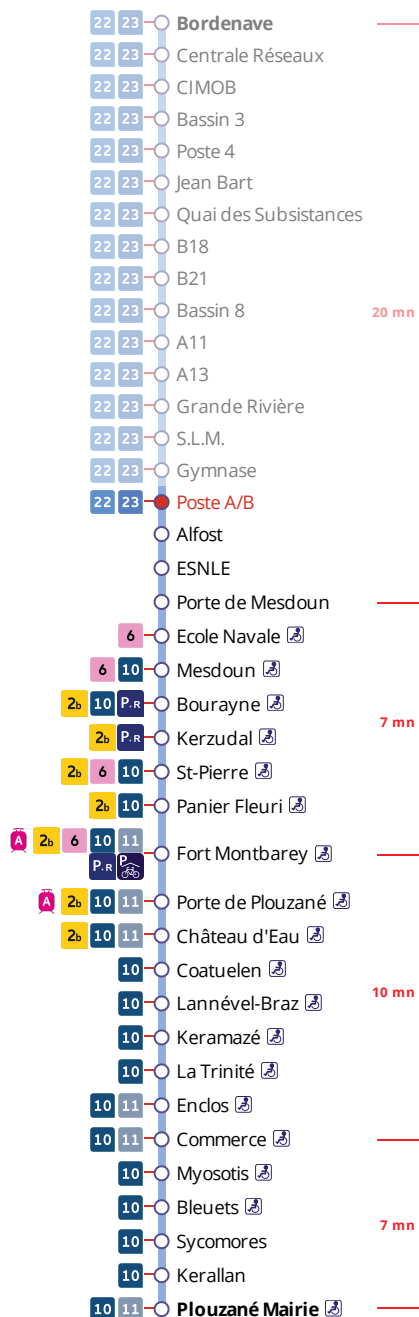 22 23 Bordenave
22 23 Centrale Réseaux
22 23 CIMOB
22 23 Bassin 3
22 23 Poste 4
22 23 Jean Bart
22 23 Quai des Subsistances
22 23 B18
22 23 B21
22 23 Bassin 8
20 mn
22 23 A11
22 23 A13
22 23 Grande Rivière
22 23 S.L.M.
22 23 Gymnase
22 23 Poste A/B
Alfost
ESNLE
Porte de Mesdoun
6 Ecole Navale
6 10 Mesdoun
2b 10 P.R Bourayne
7 mn
2b P.R Kerzudal
2b 6 10 St-Pierre
2b 10 Panier Fleuri
A 2b 6 10 11
P.R P Fort Montbarey
A 2b 10 11 Porte de Plouzané
2b 10 11 Château d'Eau
10 Coatuelen
10 mn
10 Lannével-Braz
10 Keramazé
10 La Trinité
10 11 Enclos
10 11 Commerce
10 Myosotis
10 Bleuets
7 mn
10 Sycomores
10 Kerallan
10 11 Plouzané Mairie